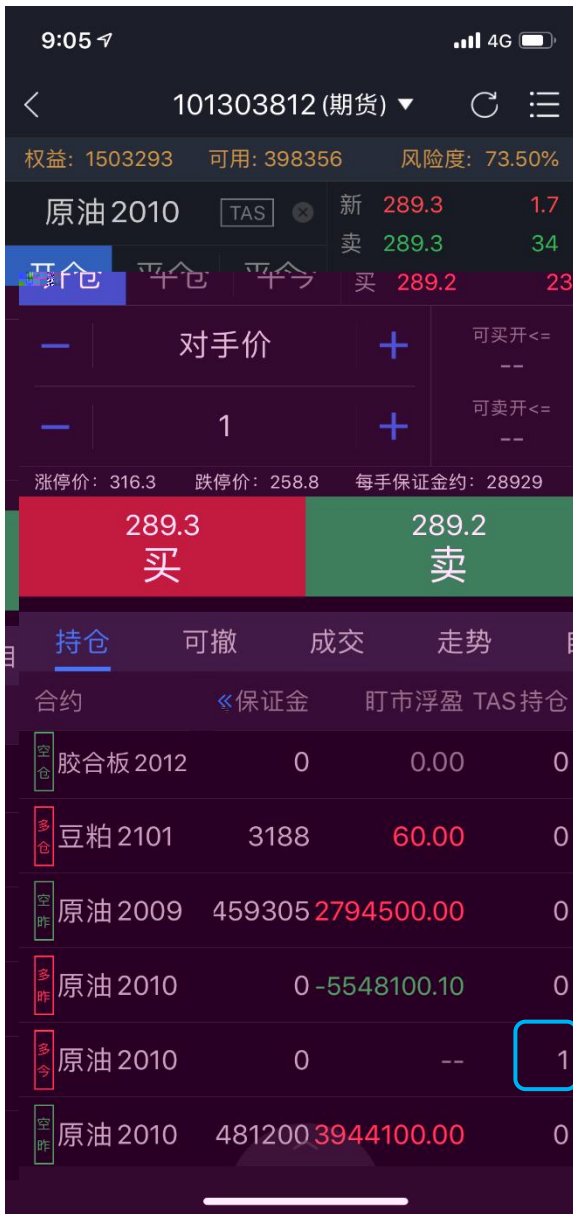 9:05 4G
101303812 (期货) ▼
权益: 1503293 可用: 398356 风险度: 73.50%
原油2010 TAS 新 289.3 1.7
卖 289.3 34
开仓 平仓 平今 买 289.2 23
— 对手价 + 可买开<=
--
— 1 + 可卖开<=
--
涨停价: 316.3 跌停价: 258.8 每手保证金约: 28929
289.3 289.2
买 卖
持仓 可撤 成交 走势
合约 《保证金 盯市浮盈 TAS持仓
空仓 胶合板2012 0 0.00 0
多仓 豆粕2101 3188 60.00 0
空昨 原油2009 459305 2794500.00 0
多昨 原油2010 0 -5548100.10 0
多今 原油2010 0 -- 1
空昨 原油2010 481200 3944100.00 0